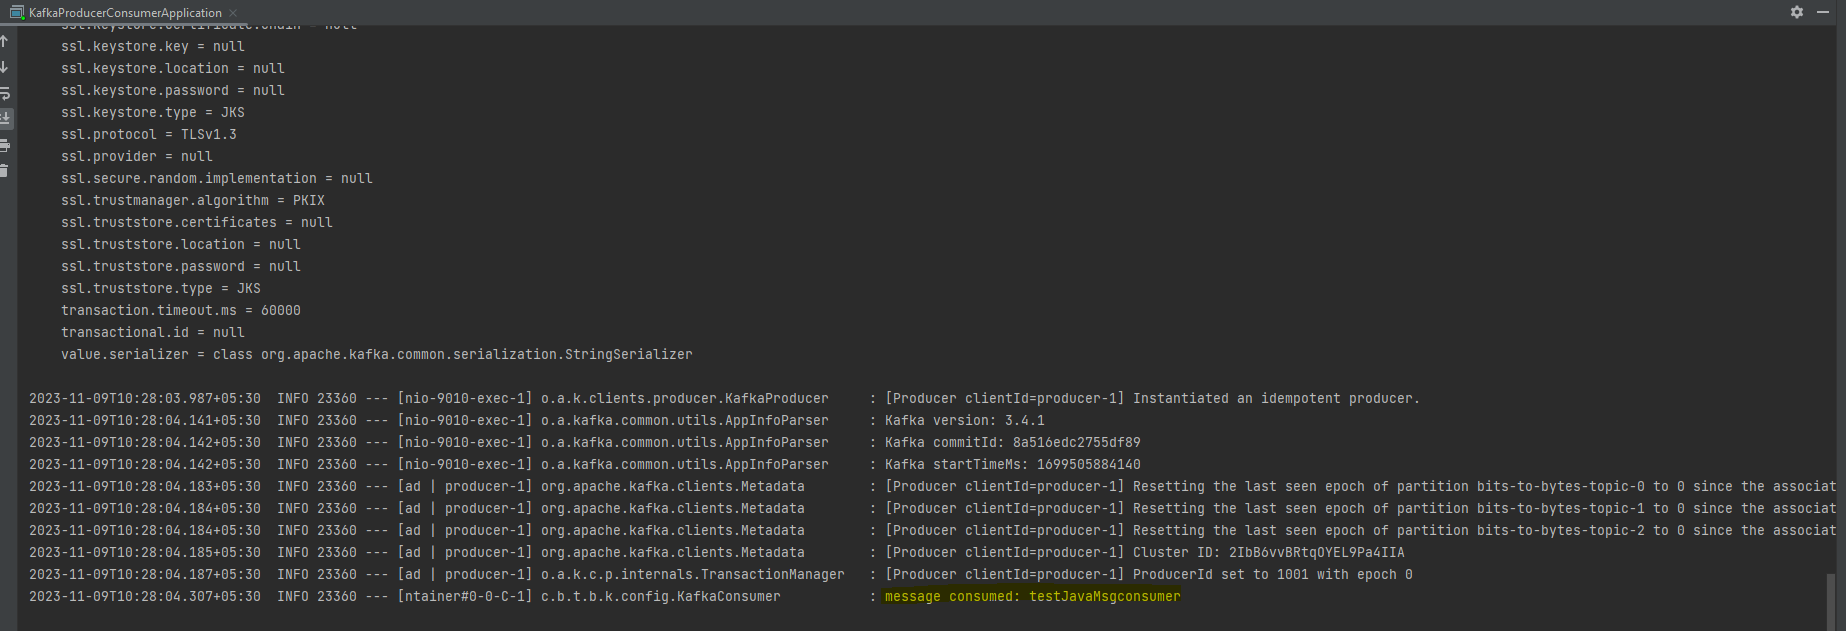 KafkaProducerConsumerApplication
ssl.keystore.certificate.chain = null
ssl.keystore.key = null
ssl.keystore.location = null
ssl.keystore.password = null
ssl.keystore.type = JKS
ssl.protocol = TLSv1.3
ssl.provider = null
ssl.secure.random.implementation = null
ssl.trustmanager.algorithm = PKIX
ssl.truststore.certificates = null
ssl.truststore.location = null
ssl.truststore.password = null
ssl.truststore.type = JKS
transaction.timeout.ms = 60000
transactional.id = null
value.serializer = class org.apache.kafka.common.serialization.StringSerializer
2023-11-09T10:28:03.987+05:30 INFO 23360 --- [nio-9010-exec-1] o.a.k.clients.producer.KafkaProducer : [Producer clientId=producer-1] Instantiated an idempotent producer.
2023-11-09T10:28:04.141+05:30 INFO 23360 --- [nio-9010-exec-1] o.a.kafka.common.utils.AppInfoParser : Kafka version: 3.4.1
2023-11-09T10:28:04.142+05:30 INFO 23360 --- [nio-9010-exec-1] o.a.kafka.common.utils.AppInfoParser : Kafka commitId: 8a516edc2755df89
2023-11-09T10:28:04.142+05:30 INFO 23360 --- [nio-9010-exec-1] o.a.kafka.common.utils.AppInfoParser : Kafka startTimeMs: 1699505884140
2023-11-09T10:28:04.183+05:30 INFO 23360 --- [ad | producer-1] org.apache.kafka.clients.Metadata : [Producer clientId=producer-1] Resetting the last seen epoch of partition bits-to-bytes-topic-0 to 0 since the associat
2023-11-09T10:28:04.184+05:30 INFO 23360 --- [ad | producer-1] org.apache.kafka.clients.Metadata : [Producer clientId=producer-1] Resetting the last seen epoch of partition bits-to-bytes-topic-1 to 0 since the associat
2023-11-09T10:28:04.184+05:30 INFO 23360 --- [ad | producer-1] org.apache.kafka.clients.Metadata : [Producer clientId=producer-1] Resetting the last seen epoch of partition bits-to-bytes-topic-2 to 0 since the associat
2023-11-09T10:28:04.185+05:30 INFO 23360 --- [ad | producer-1] org.apache.kafka.clients.Metadata : [Producer clientId=producer-1] Cluster ID: 2IbB6vvBRtqOYEL9Pa4IIA
2023-11-09T10:28:04.187+05:30 INFO 23360 --- [ad | producer-1] o.a.k.c.p.internals.TransactionManager : [Producer clientId=producer-1] ProducerId set to 1001 with epoch 0
2023-11-09T10:28:04.307+05:30 INFO 23360 --- [ntainer#0-0-C-1] c.b.t.b.k.config.KafkaConsumer : message consumed: testJavaMsgconsumer